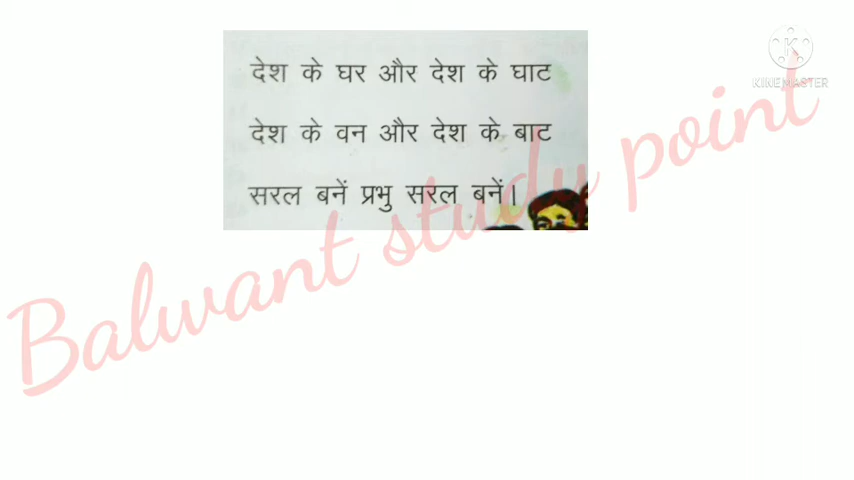 देश के घर और देश के घाट
देश के वन और देश के बाट
सरल बनें प्रभु सरल बनें।
Balwant study point
KINEMASTER